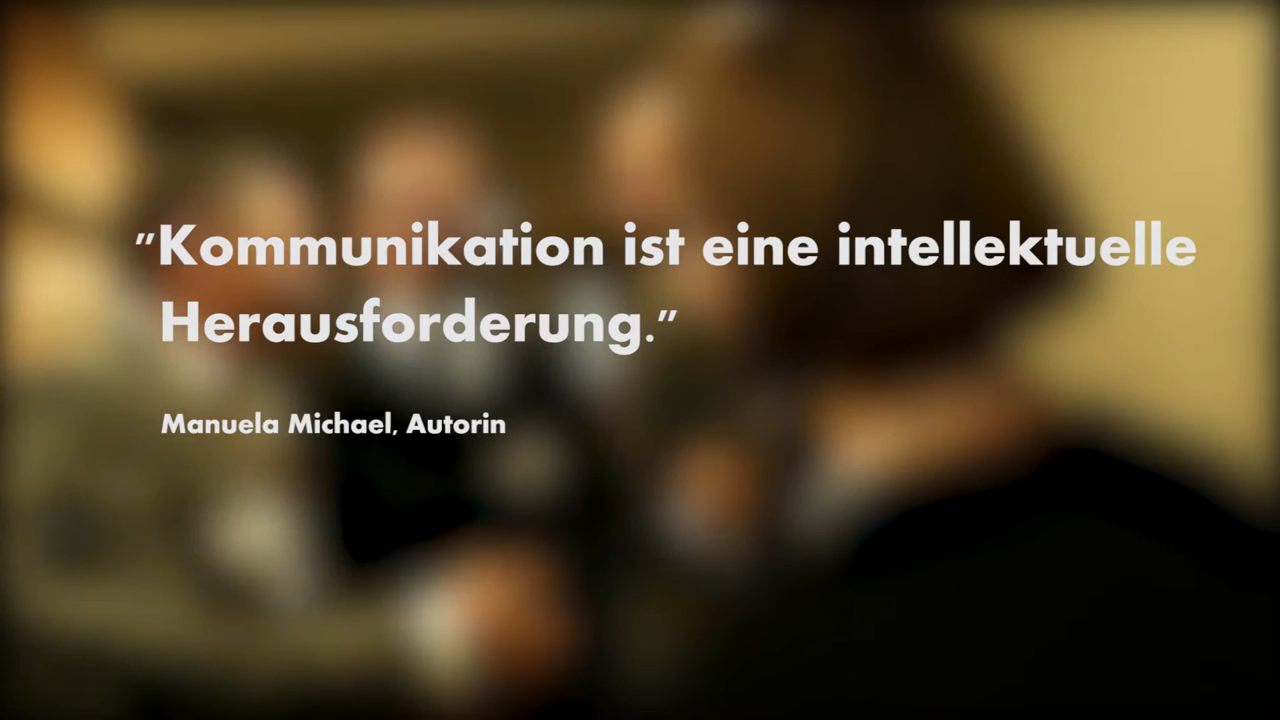 "Kommunikation ist eine intellektuelle
Herausforderung."
Manuela Michael, Autorin